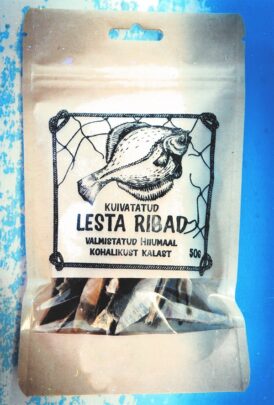 KUIVATATUD
LESTA RIBAD
VALMISTATUD HIIUMAAL
KOHALIKUST KALAST
50g